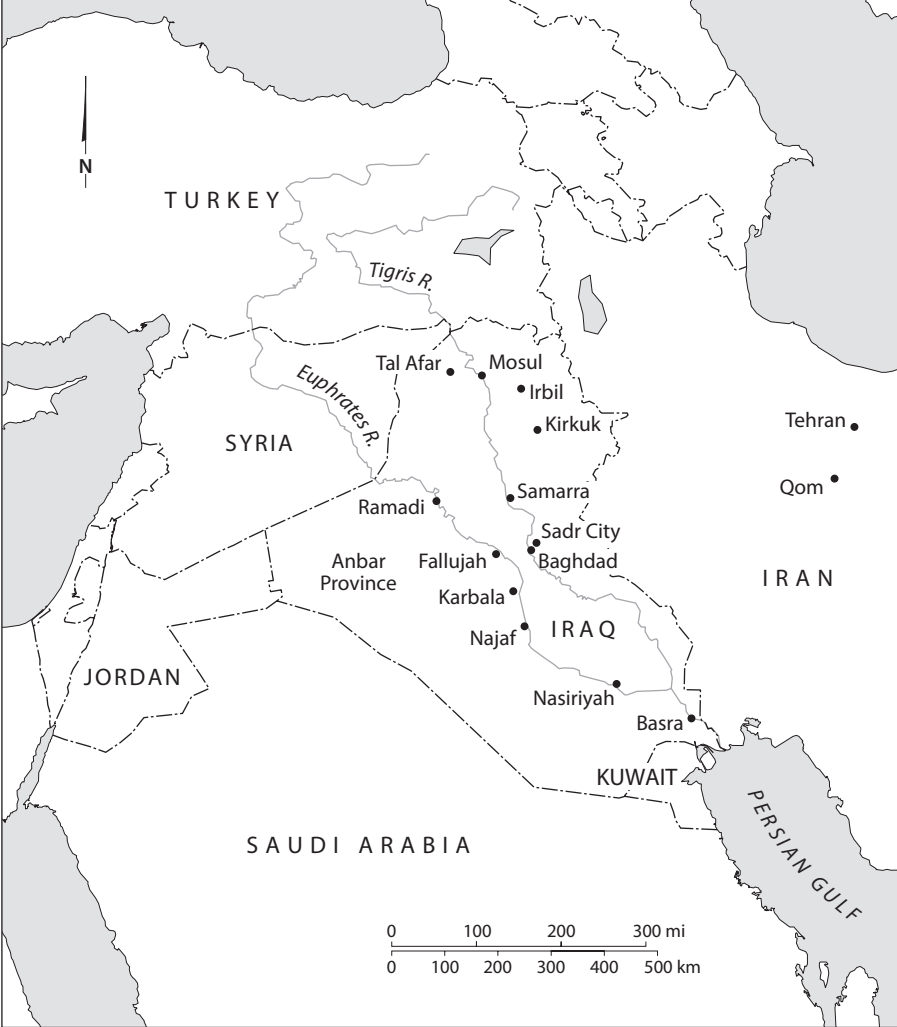 N
TURKEY
Tigris R.
Tal Afar
Mosul
Irbil
Euphrates R.
Kirkuk
Tehran
SYRIA
Qom
Samarra
Ramadi
Sadr City
Baghdad
Fallujah
Anbar
Province
IRAN
Karbala
Najaf
IRAQ
JORDAN
Nasiriyah
Basra
KUWAIT
PERSIAN GULF
SAUDI ARABIA
0 100 200 300 mi
0 100 200 300 400 500 km